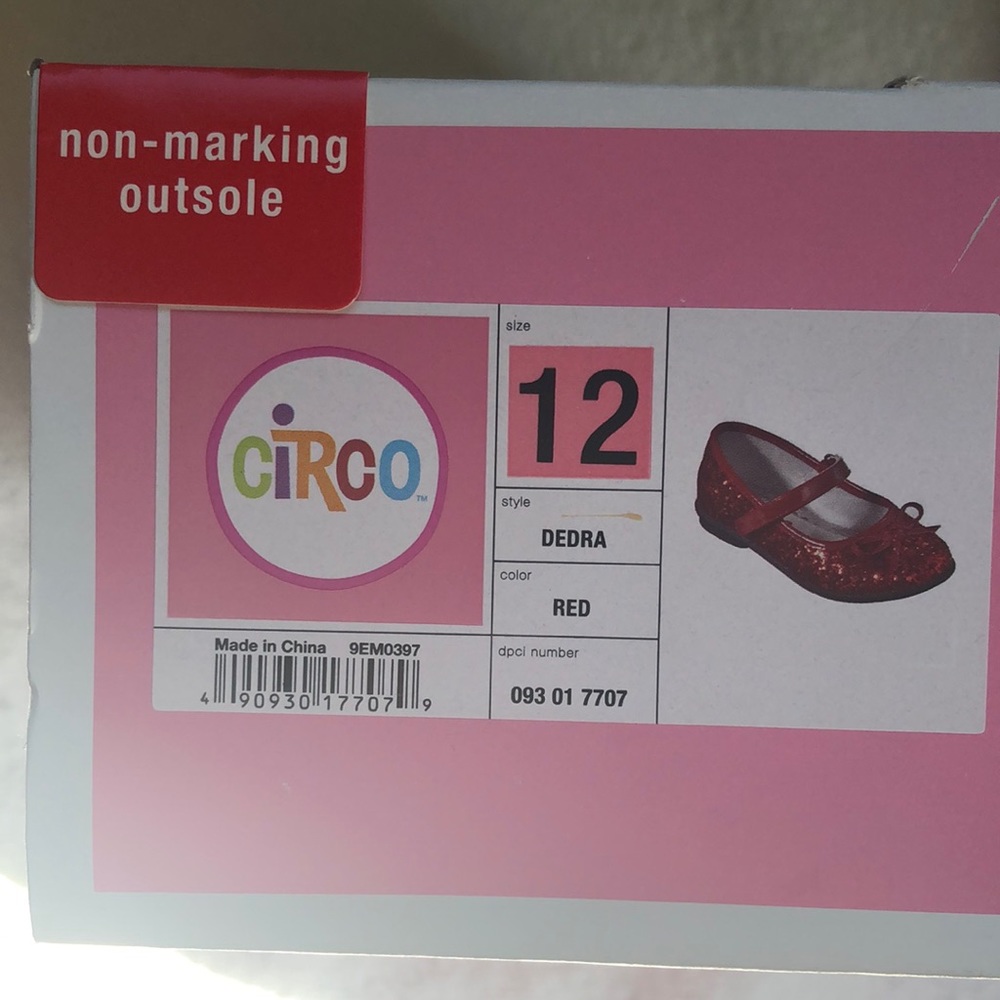 non-marking
outsole
CiRCO™
size
12
style
DEDRA
color
RED
Made in China 9EM0397
4 90930 17707 9
dpci number
093 01 7707